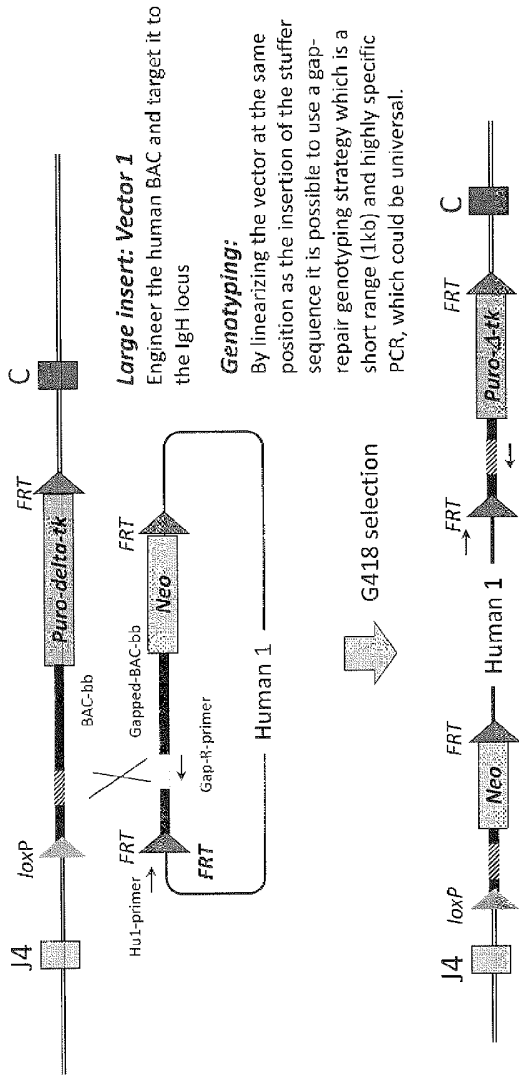 J4
loxP
FRT
C
Puro-delta-tk
BAC-bb
Large insert: Vector 1
Engineer the human BAC and target it to
the IgH locus
Hu1-primer
FRT
FRT
Gapped-BAC-bb
FRT
Neo
Gap-R-primer
Human 1
Genotyping:
By linearizing the vector at the same
position as the insertion of the stuffer
sequence it is possible to use a gap-
repair genotyping strategy which is a
short range (1kb) and highly specific
PCR, which could be universal.
G418 selection
J4
loxP
Neo
FRT
Human 1
FRT
Puro-Δ-tk
FRT
C